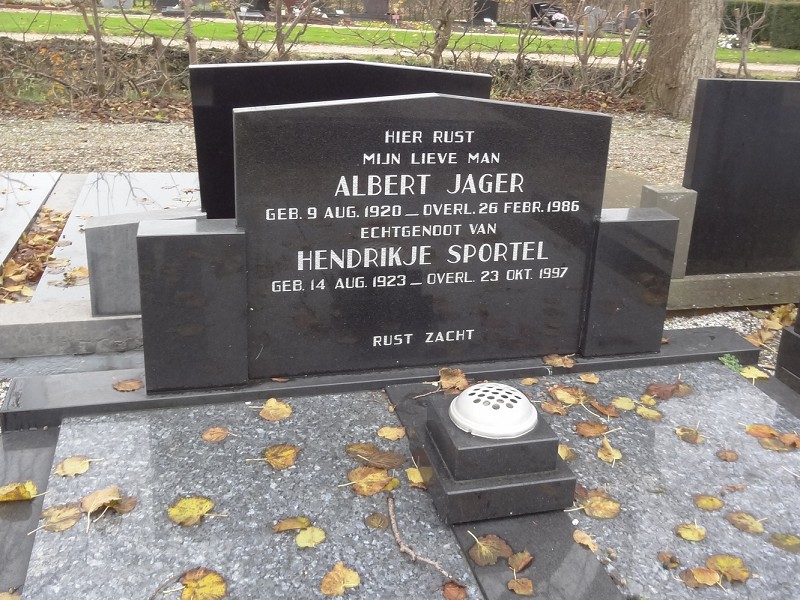 HIER RUST
MIJN LIEVE MAN
ALBERT JAGER
GEB. 9 AUG. 1920 _ OVERL. 26 FEBR. 1986
ECHTGENOOT VAN
HENDRIKJE SPORTEL
GEB. 14 AUG. 1923 _ OVERL. 23 OKT. 1997
RUST ZACHT